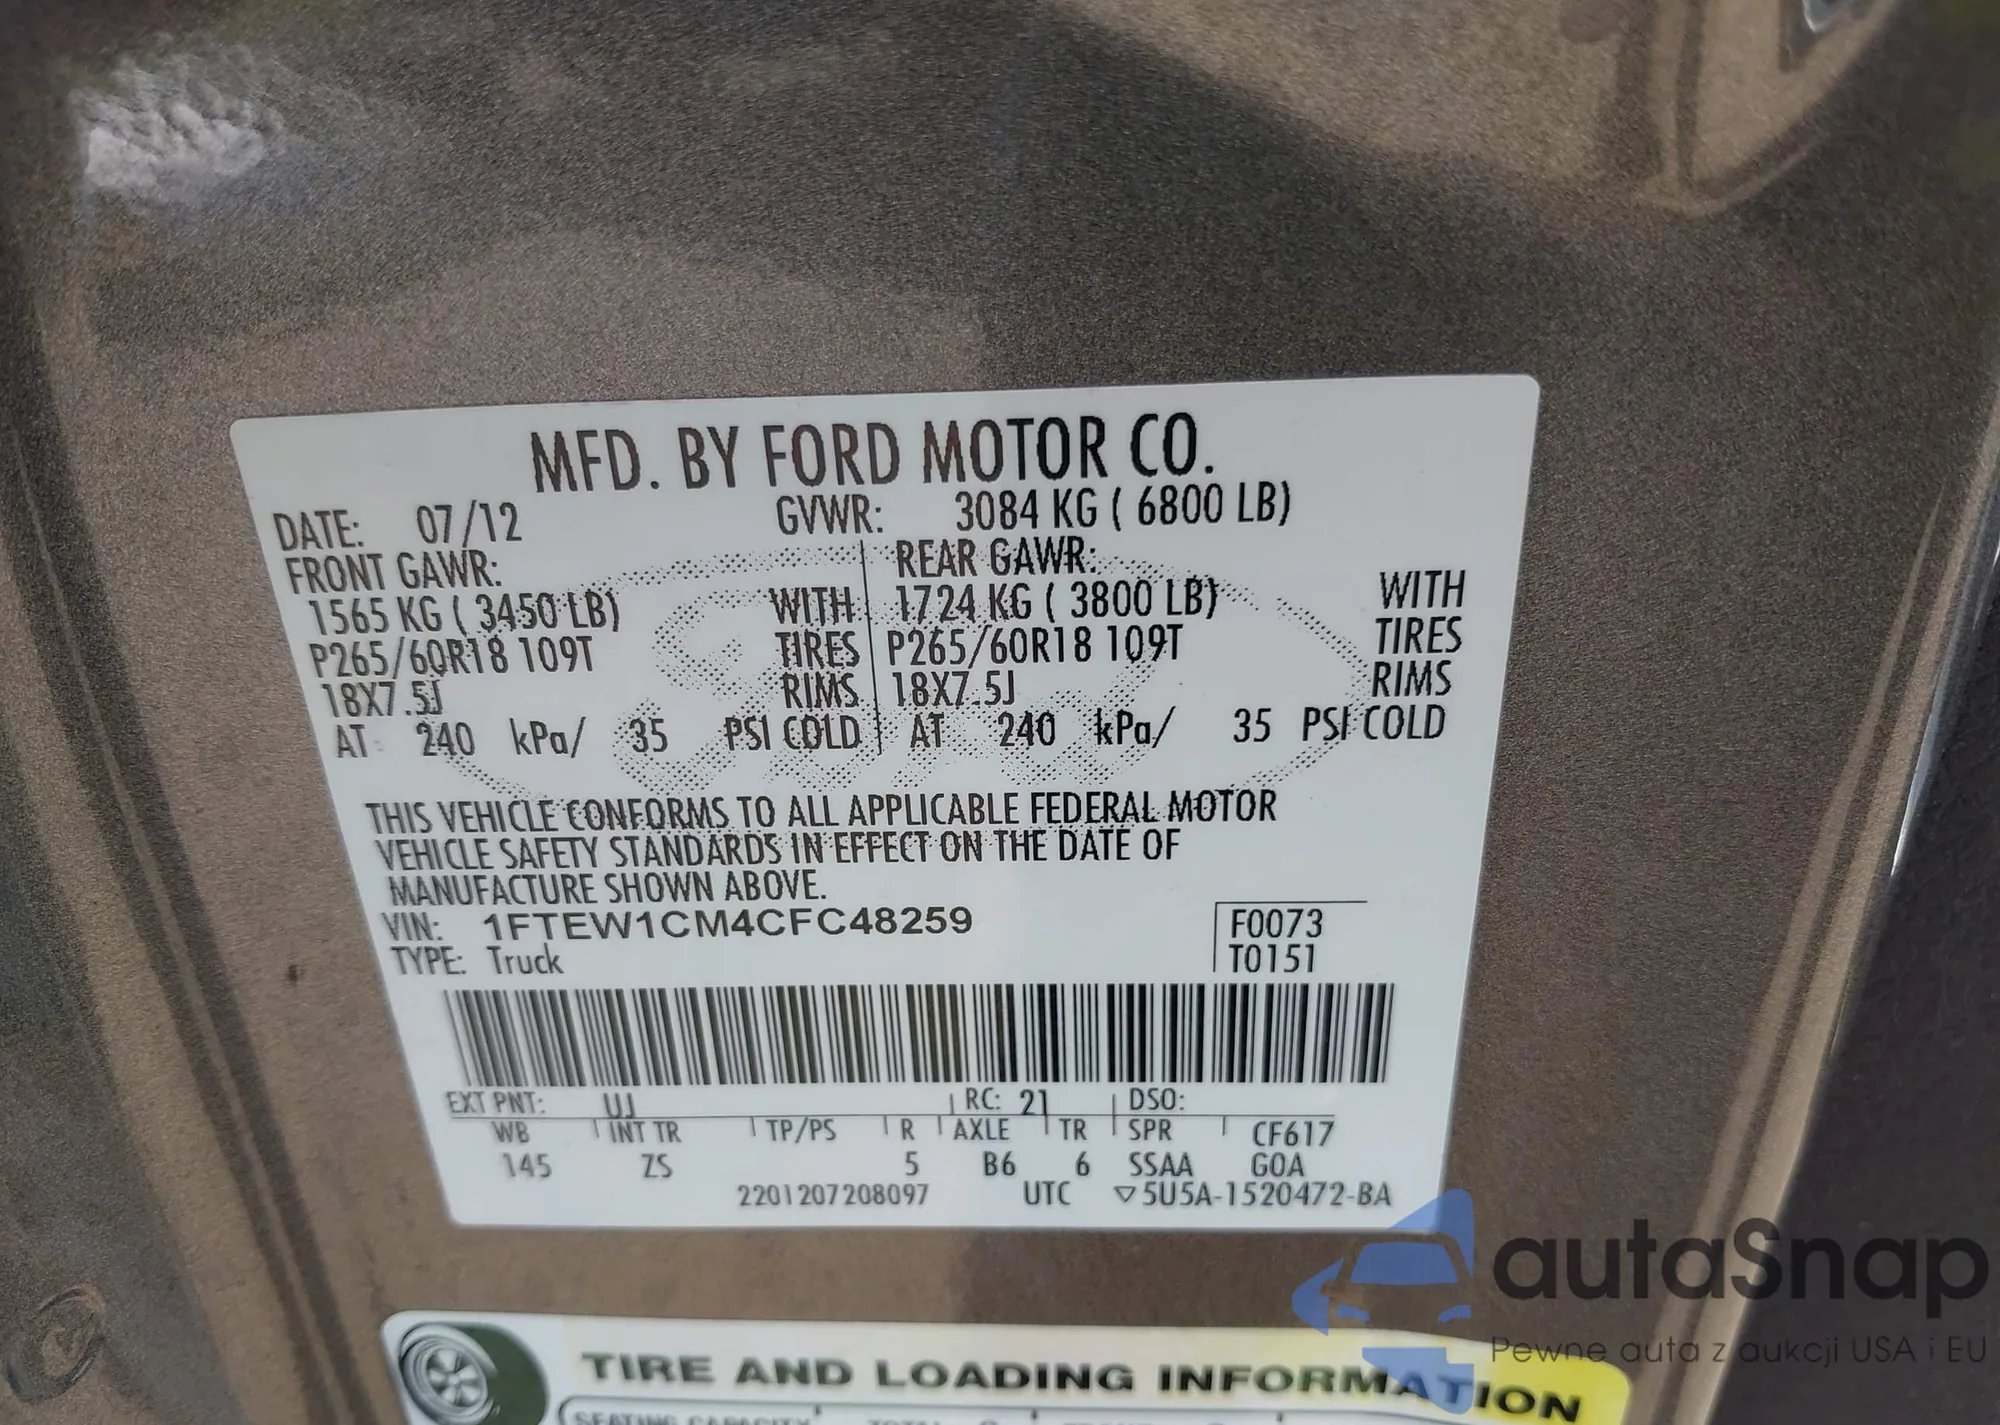 MFD. BY FORD MOTOR CO.
DATE: 07/12 GVWR: 3084 KG ( 6800 LB)
FRONT GAWR: REAR GAWR:
1565 KG ( 3450 LB) WITH 1724 KG ( 3800 LB) WITH
P265/60R18 109T TIRES P265/60R18 109T TIRES
18X7.5J RIMS 18X7.5J RIMS
AT 240 kPa/ 35 PSI COLD AT 240 kPa/ 35 PSI COLD
THIS VEHICLE CONFORMS TO ALL APPLICABLE FEDERAL MOTOR
VEHICLE SAFETY STANDARDS IN EFFECT ON THE DATE OF
MANUFACTURE SHOWN ABOVE.
VIN: 1FTEW1CM4CFC48259 F0073
TYPE: Truck T0151
EXT PNT: UJ RC: 21 DSO:
WB INT TR TP/PS R AXLE TR SPR CF617
145 ZS 5 B6 6 SSAA GOA
2201207208097 UTC ▽5U5A-1520472-BA
autaSnap
Pewne auta z aukcji USA i EU
TIRE AND LOADING INFORMATION
SEATING CAPACITY